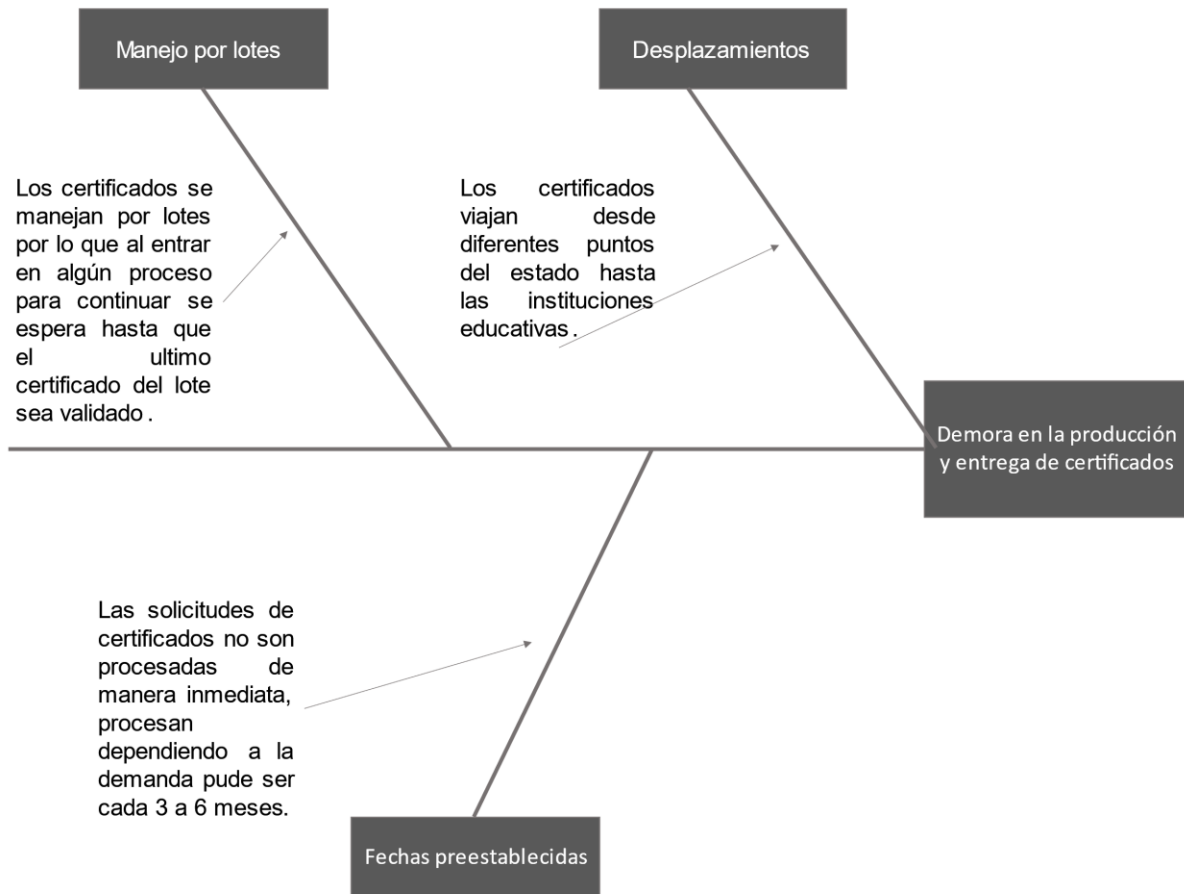 Manejo por lotes
Desplazamientos
Los certificados se
manejan por lotes
por lo que al entrar
en algún proceso
para continuar se
espera hasta que
el ultimo
certificado del lote
sea validado .
Los certificados
viajan desde
diferentes puntos
del estado hasta
las instituciones
educativas .
Demora en la producción
y entrega de certificados
Las solicitudes de
certificados no son
procesadas de
manera inmediata,
procesan
dependiendo a la
demanda pude ser
cada 3 a 6 meses.
Fechas preestablecidas